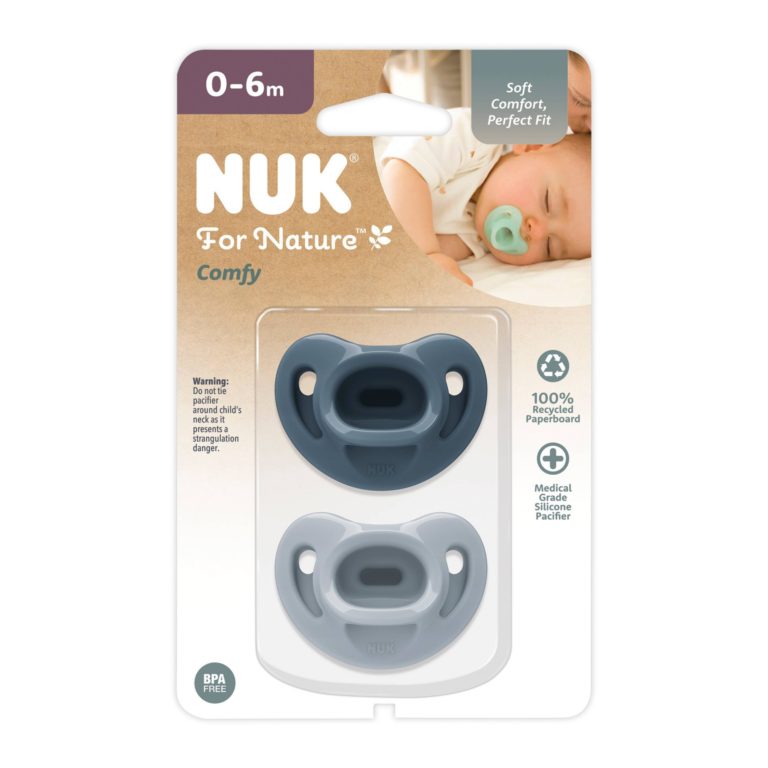 0-6m
Soft
Comfort,
Perfect Fit
NUK®
For Nature™
Comfy
Warning:
Do not tie
pacifier
around child's
neck as it
presents a
strangulation
danger.
100%
Recycled
Paperboard
Medical
Grade
Silicone
Pacifier
NUK
NUK
BPA
FREE